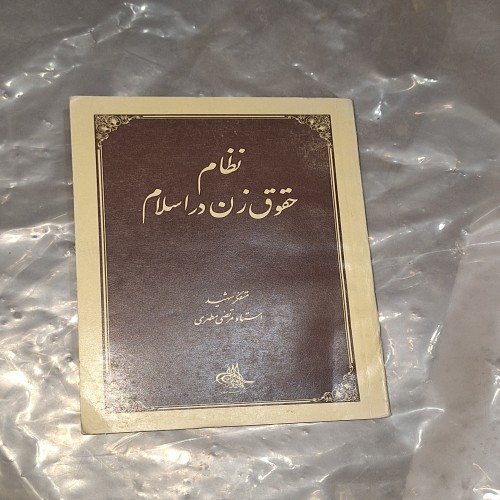 نظام
حقوق زن در اسلام
متفکر شهید
استاد مرتضی مطهری